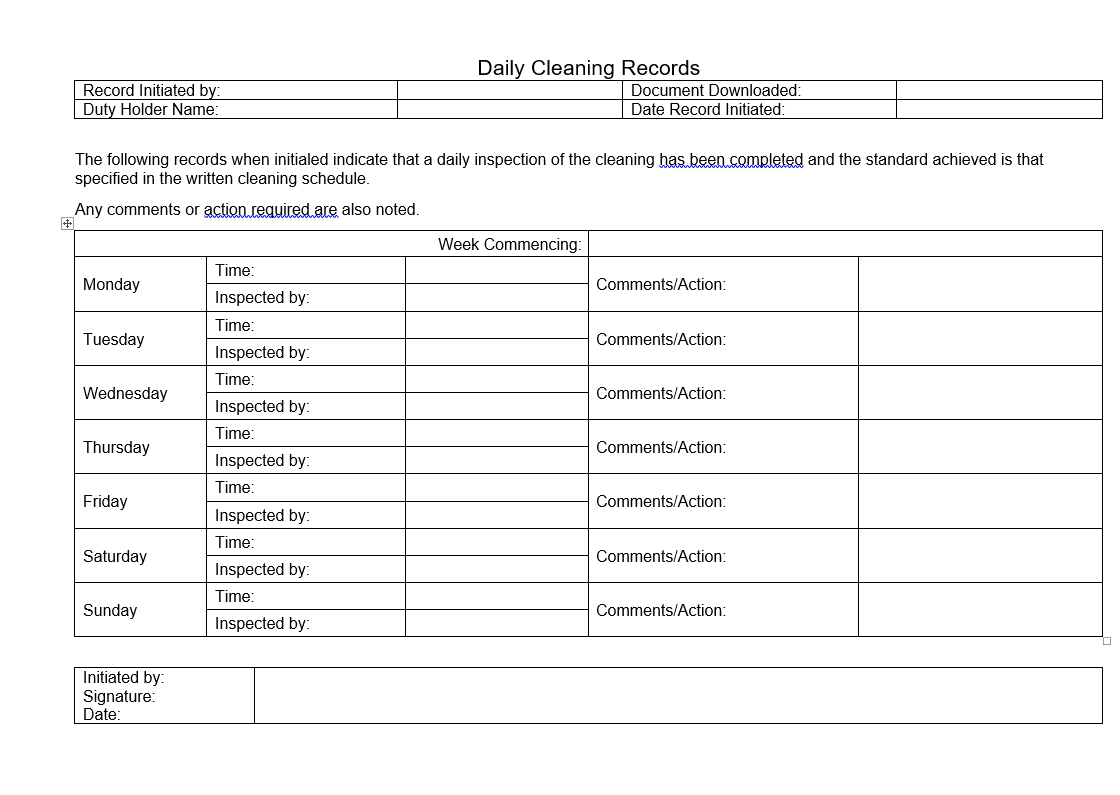 Daily Cleaning Records
Record Initiated by: Document Downloaded:
Duty Holder Name: Date Record Initiated:
The following records when initialed indicate that a daily inspection of the cleaning has been completed and the standard achieved is that
specified in the written cleaning schedule.
Any comments or action required are also noted.
Week Commencing:
Monday
Time:
Inspected by:
Comments/Action:
Tuesday
Time:
Inspected by:
Comments/Action:
Wednesday
Time:
Inspected by:
Comments/Action:
Thursday
Time:
Inspected by:
Comments/Action:
Friday
Time:
Inspected by:
Comments/Action:
Saturday
Time:
Inspected by:
Comments/Action:
Sunday
Time:
Inspected by:
Comments/Action:
Initiated by:
Signature:
Date: